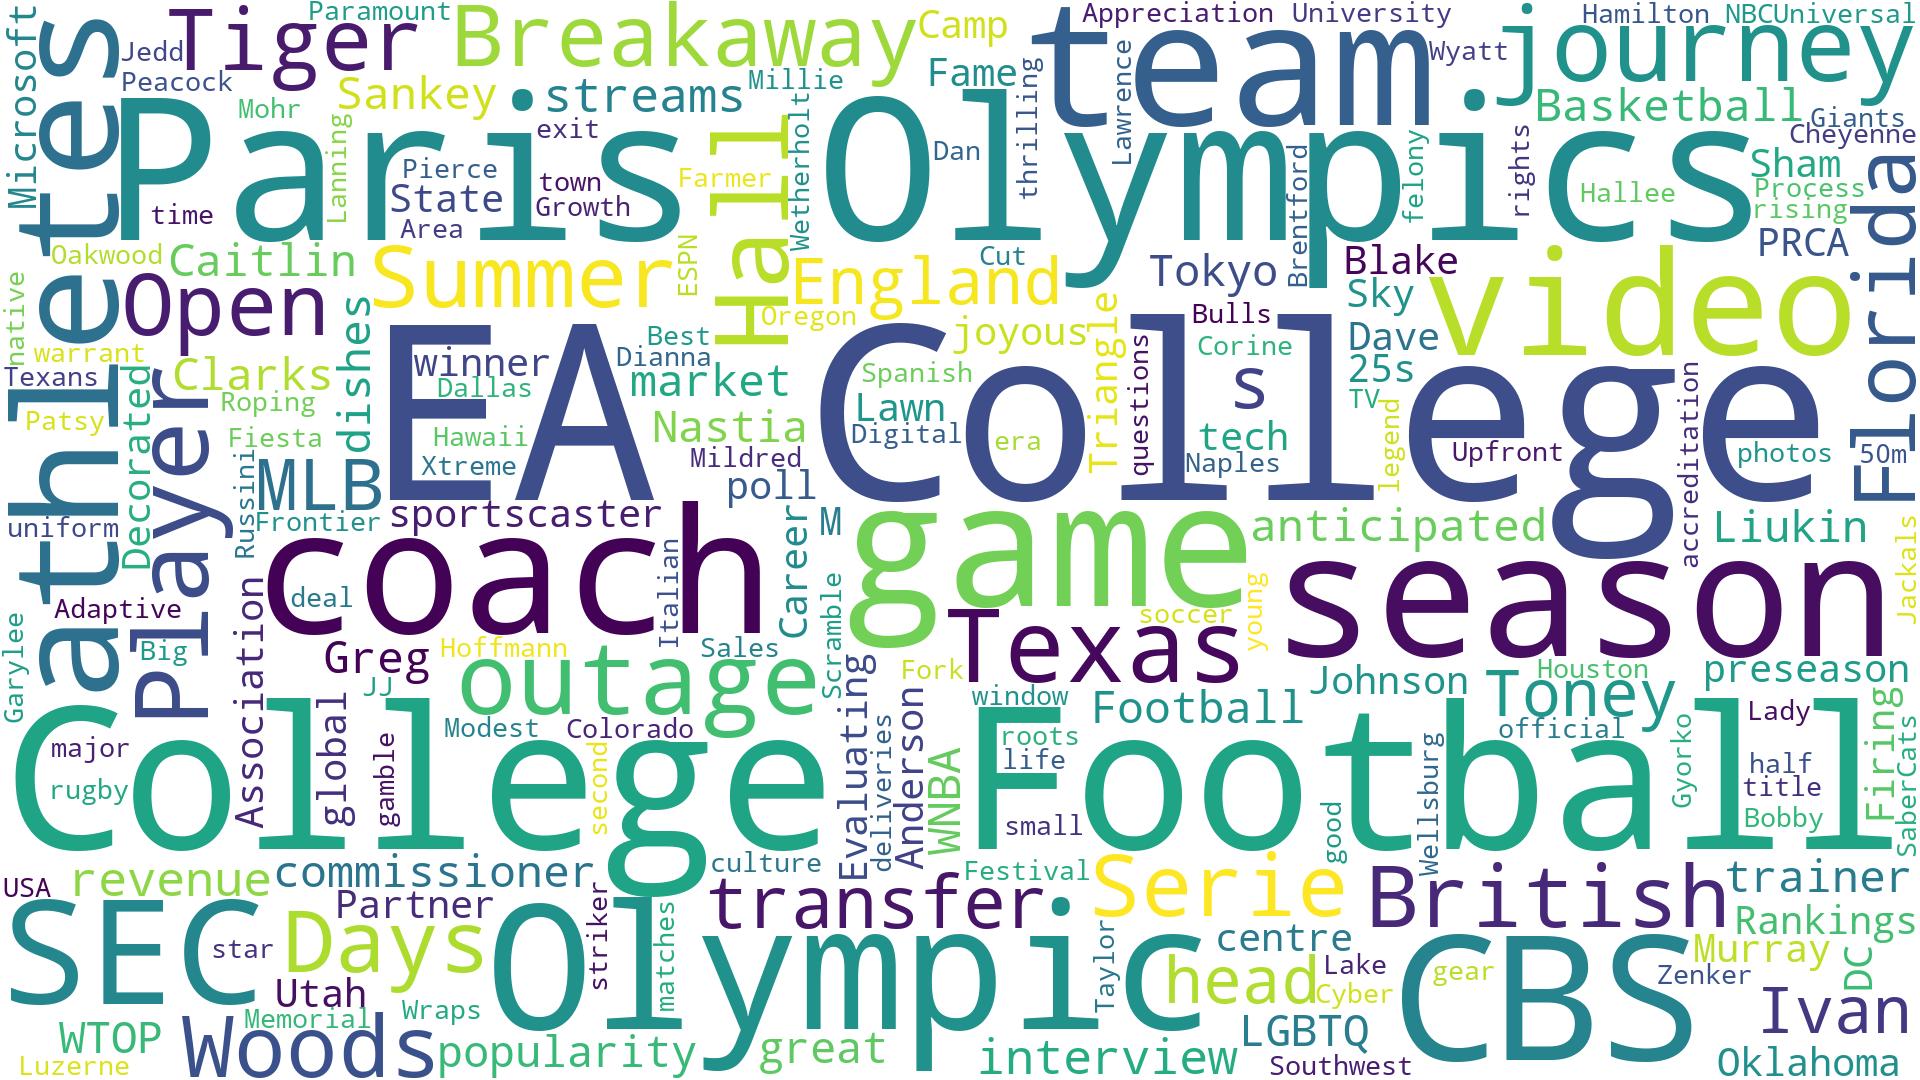 Microsoft
athletes
Jedd
Peacock
Tiger
Paramount
Breakaway
Camp
Appreciation
University
Hamilton
NBCUniversal
journey
team
Wyatt
Fame
Lawrence
thrilling
Millie
streams
Sankey
Mohr
Lanning
exit
Paris Olympics
Hall
Wetherholt
Dan
Basketball
Giants
Cheyenne
Sham
Process
rising
Hallee
felony
rights
Brentford
Florida
Pierce
State
Area
town
Growth
Farmer
time
Oakwood
Caitlin
Open
native
warrant
Texans
Patsy
Summer
ESPN
England
Oregon
Cut
Tokyo
Blake
PRCA
Sky
Dave
25s
TV
video
Bulls
Corine
s
tech
Naples
joyous
Triangle
questions
Spanish
Lawn
Digital
era
EA College
winner
Dallas
Hawaii
Xtreme
Best
Dianna
market
Nastia
Mildred
poll
Clarks
Roping
Fiesta
dishes
Decorated
Player
Russini
MLB
Frontier
uniform
legend
Upfront
accreditation
photos
50m
sportscaster
coach
Career
M
game
anticipated
Liukin
season
Jackals
Adaptive
Big
Garylee
Association
deal
Italian
Greg
Hoffmann
outage
Sales
Scramble
JJ
Modest
Colorado
global
gamble
second
Texas
soccer
young
Fork
window
Football
Johnson
Houston
Toney
official
preseason
Lady
Firing
SaberCats
College Football
major
rugby
Evaluating
deliveries
Anderson
WNBA
roots
life
small
good
Wellsburg
Gyorko
half
title
Bobby
USA
revenue
commissioner
Partner
culture
Festival
transfer
Serie
British
trainer
Rankings
SEC
star
Days
Olympic
striker
matches
Taylor
centre
head
Lake
Cyber
gear
CBS
Murray
Zenker
DC
Ivan
Utah
Memorial
Wraps
WTOP
Luzerne
Woods
popularity
great
interview
LGBTQ
Southwest
Oklahoma